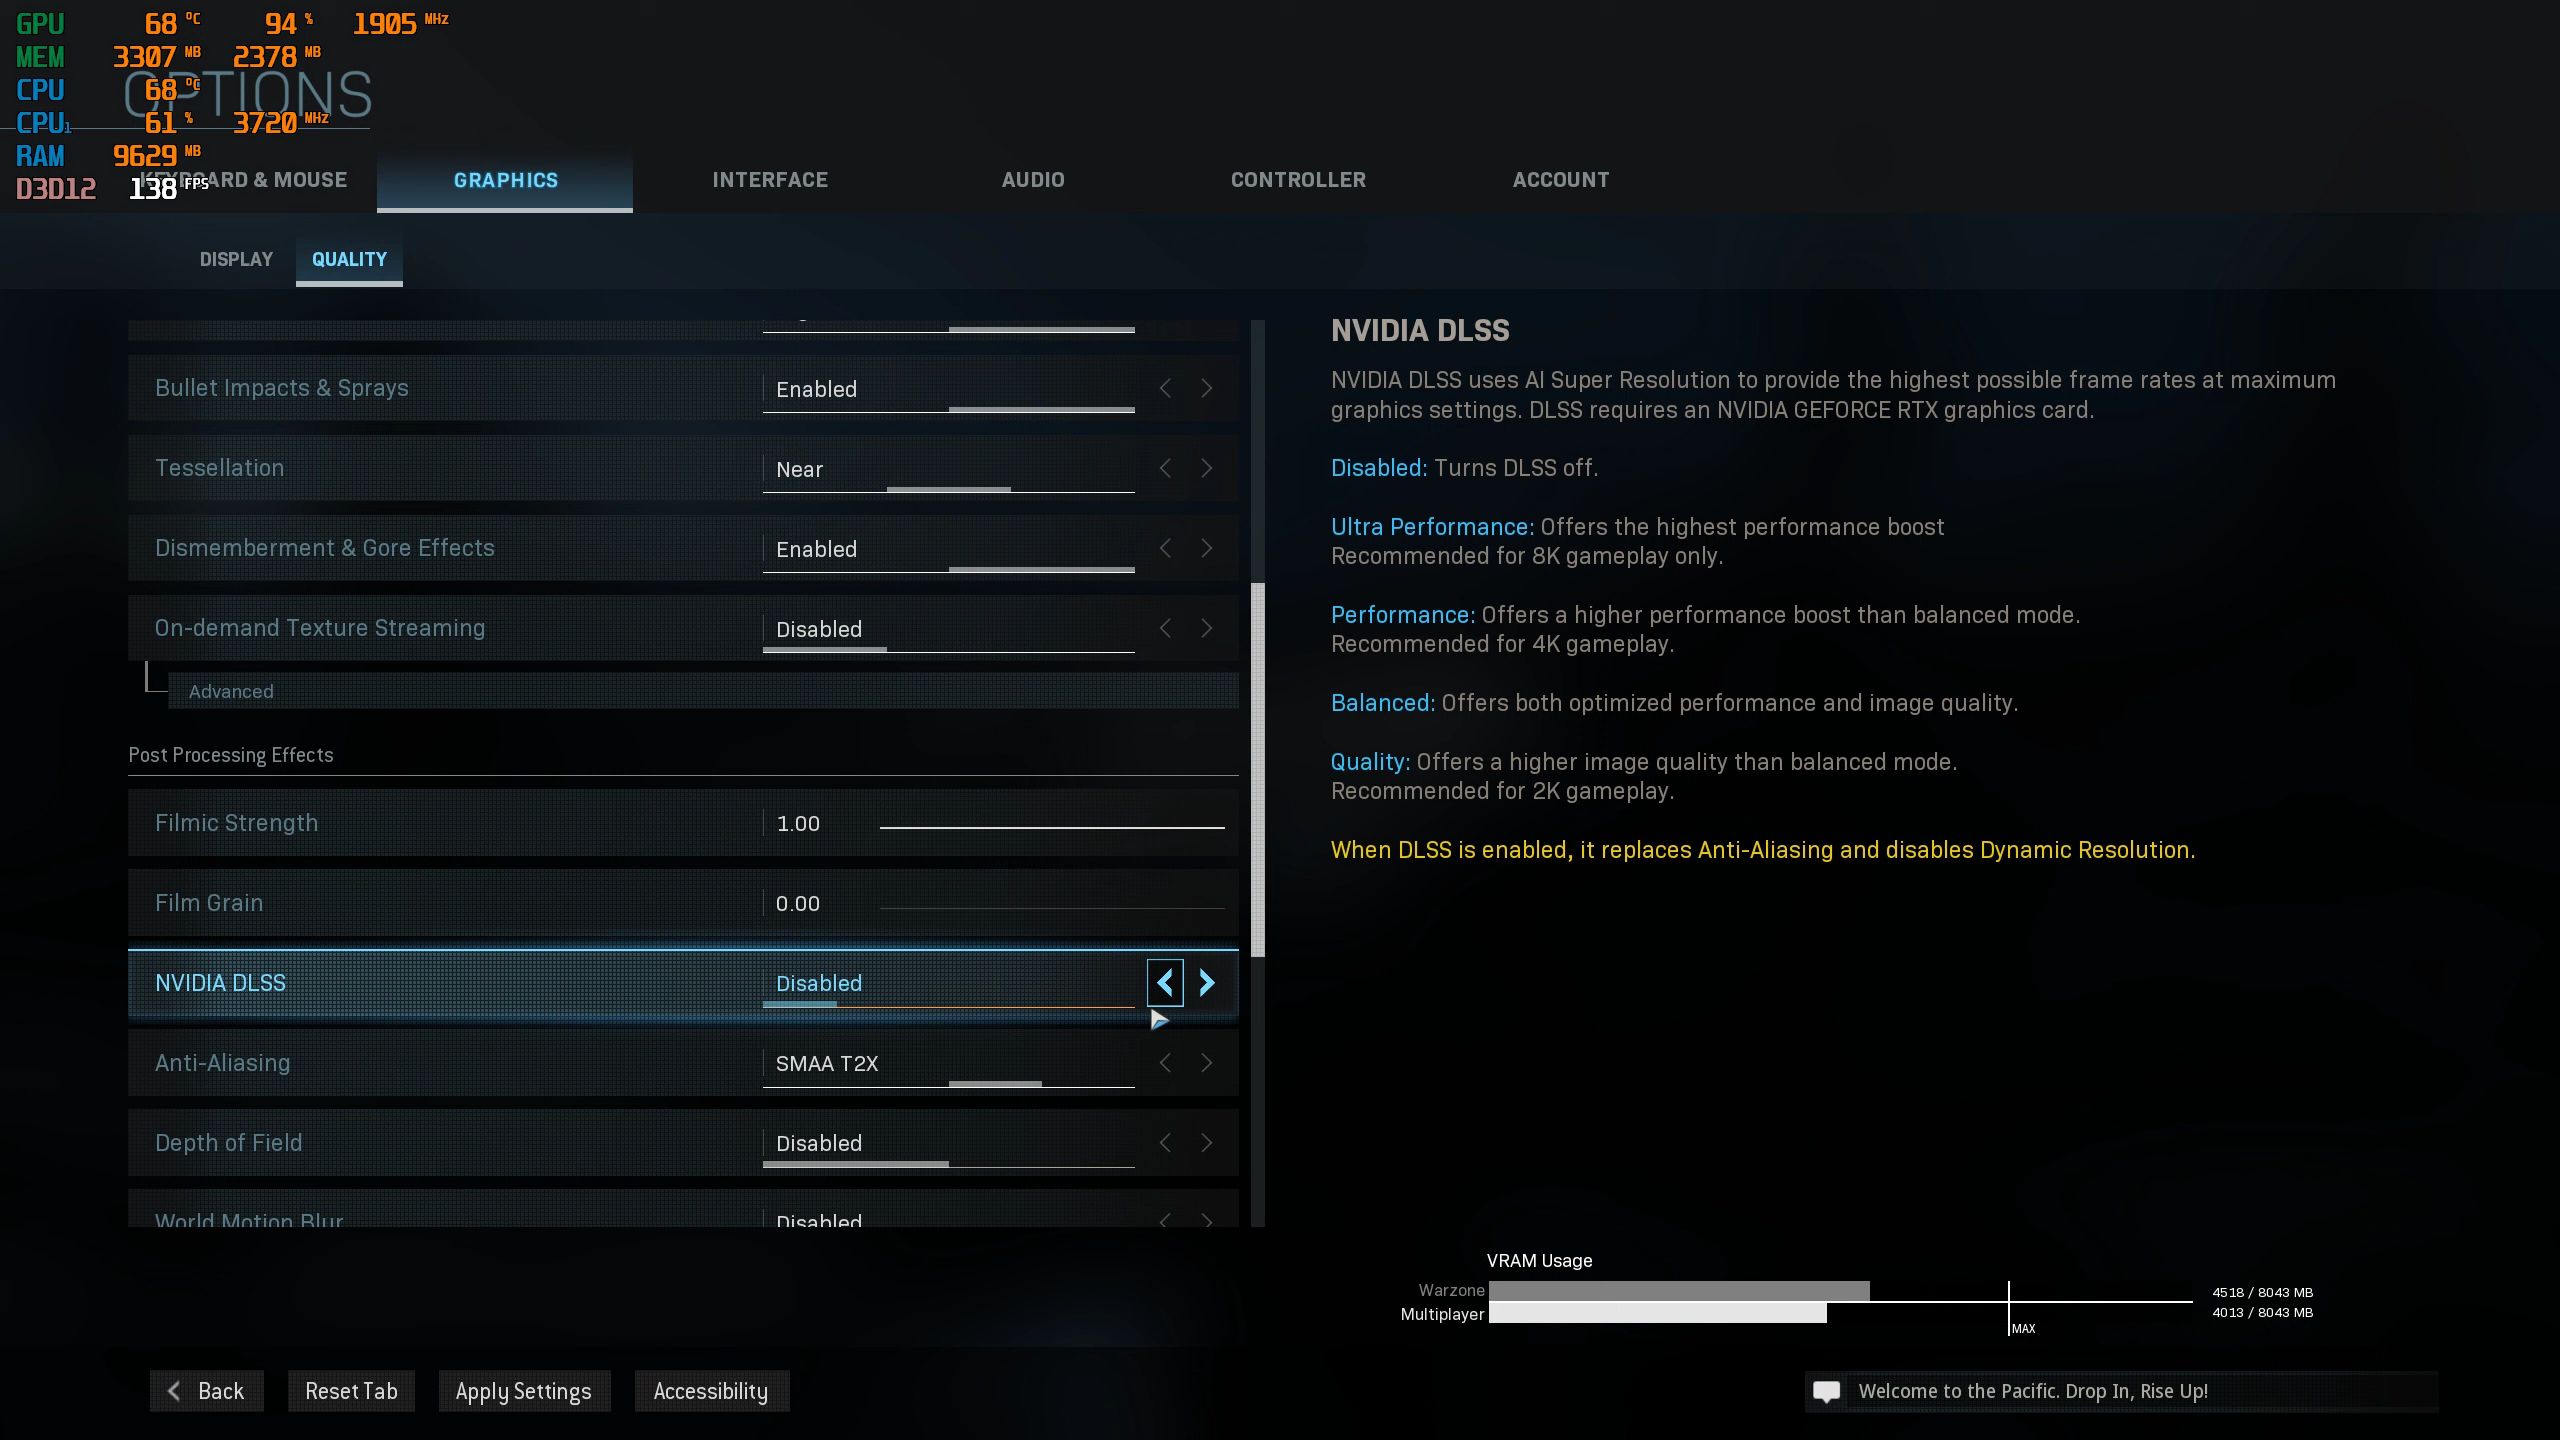 GPU 68 °C 94 % 1905 MHz
MEM 3307 MB 2378 MB
OPTIONS
CPU 68 °C
CPU1 61 % 3720 MHz
RAM 9629 MB
D3D12 138 FPS
KEYBOARD & MOUSE GRAPHICS INTERFACE AUDIO CONTROLLER ACCOUNT
DISPLAY QUALITY
Bullet Impacts & Sprays Enabled
Tessellation Near
Dismemberment & Gore Effects Enabled
On-demand Texture Streaming Disabled
Advanced
Post Processing Effects
Filmic Strength 1.00
Film Grain 0.00
NVIDIA DLSS Disabled
Anti-Aliasing SMAA T2X
Depth of Field Disabled
World Motion Blur Disabled
NVIDIA DLSS
NVIDIA DLSS uses AI Super Resolution to provide the highest possible frame rates at maximum
graphics settings. DLSS requires an NVIDIA GEFORCE RTX graphics card.
Disabled: Turns DLSS off.
Ultra Performance: Offers the highest performance boost
Recommended for 8K gameplay only.
Performance: Offers a higher performance boost than balanced mode.
Recommended for 4K gameplay.
Balanced: Offers both optimized performance and image quality.
Quality: Offers a higher image quality than balanced mode.
Recommended for 2K gameplay.
When DLSS is enabled, it replaces Anti-Aliasing and disables Dynamic Resolution.
VRAM Usage
Warzone 4518 / 8043 MB
Multiplayer 4013 / 8043 MB
MAX
Back Reset Tab Apply Settings Accessibility
Welcome to the Pacific. Drop In, Rise Up!